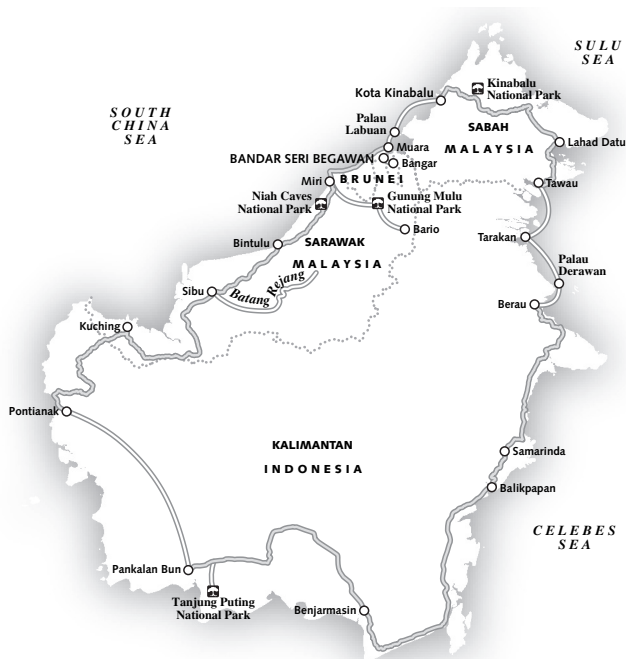 SULU
SEA
Kinabalu
National Park
Kota Kinabalu
SOUTH
CHINA
SEA
Palau
Labuan
SABAH
MALAYSIA
Lahad Datu
Muara
BANDAR SERI BEGAWAN
Bangar
BRUNEI
Miri
Tawau
Niah Caves
National Park
Gunung Mulu
National Park
Bario
Tarakan
Bintulu
SARAWAK
MALAYSIA
Palau
Derawan
Batang Rejang
Sibu
Berau
Kuching
Pontianak
KALIMANTAN
INDONESIA
Samarinda
Balikpapan
CELEBES
SEA
Pankalan Bun
Tanjung Puting
National Park
Benjarmasin